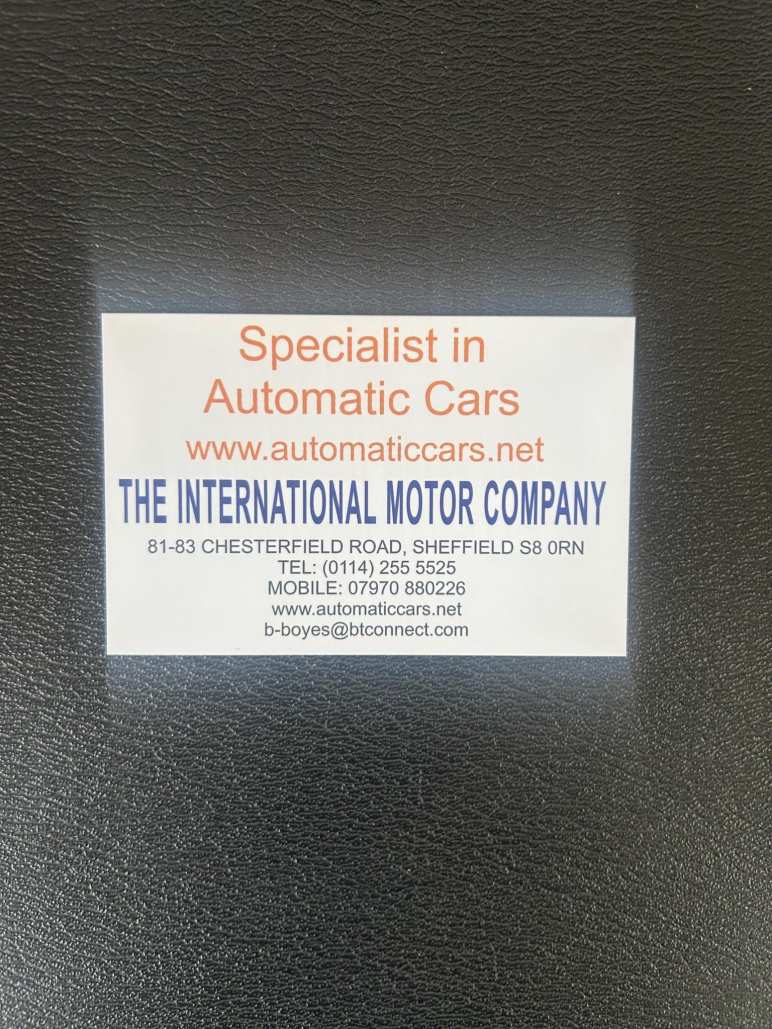 Specialist in
Automatic Cars
www.automaticcars.net
THE INTERNATIONAL MOTOR COMPANY
81-83 CHESTERFIELD ROAD, SHEFFIELD S8 0RN
TEL: (0114) 255 5525
MOBILE: 07970 880226
www.automaticcars.net
b-boyes@btconnect.com